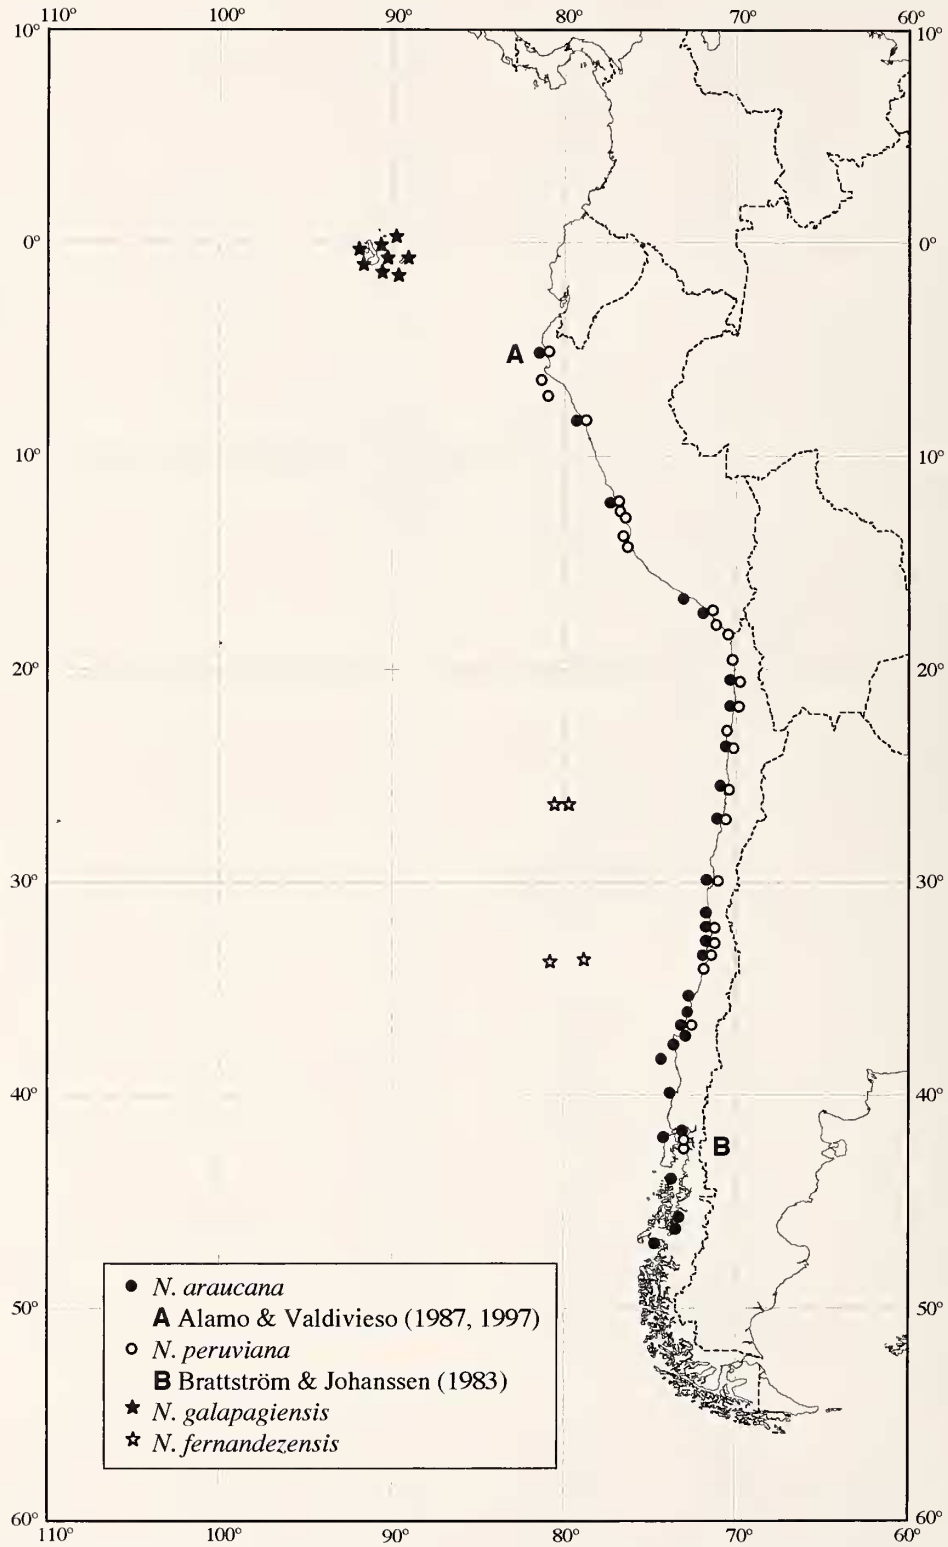 110° 100° 90° 80° 70° 60°
10° 10°
0° 0°
A
10° 10°
20° 20°
30° 30°
40° 40°
B
N. araucana
50° 50°
A Alamo & Valdivieso (1987, 1997)
N. peruviana
B Brattström & Johanssen (1983)
N. galapagiensis
N. fernandezensis
60° 60°
110° 100° 90° 80° 70° 60°